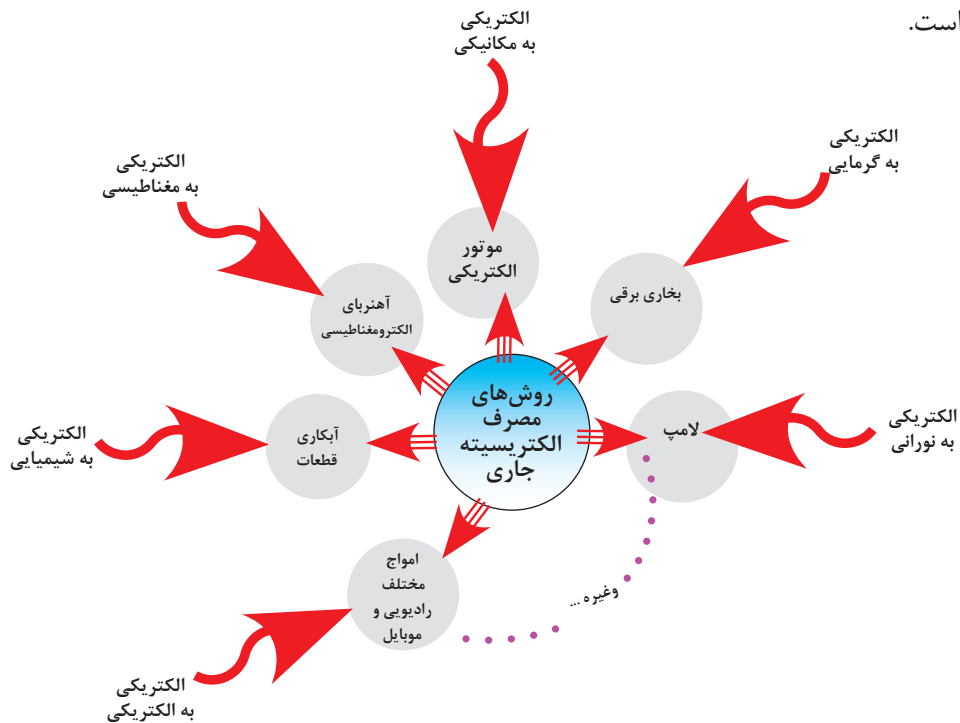 است.
الکتریکی
به مکانیکی
الکتریکی
به گرمایی
الکتریکی
به مغناطیسی
موتور
الکتریکی
بخاری برقی
آهنربای
الکترومغناطیسی
روش‌های
مصرف
الکتریسیته
جاری
لامپ
الکتریکی
به نورانی
آبکاری
قطعات
الکتریکی
به شیمیایی
امواج
مختلف
رادیویی و
موبایل
وغیره ...
الکتریکی
به الکتریکی